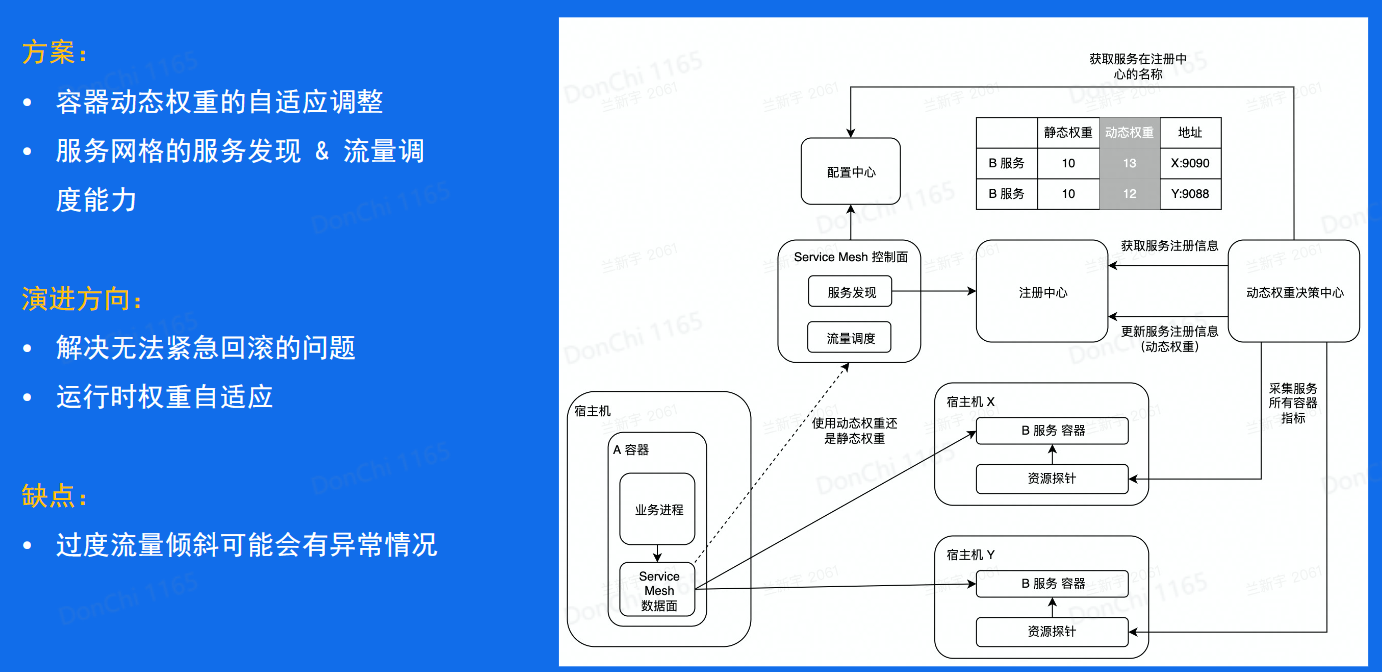 方案：
• 容器动态权重的自适应调整
• 服务网格的服务发现 & 流量调
度能力
演进方向：
• 解决无法紧急回滚的问题
• 运行时权重自适应
缺点：
• 过度流量倾斜可能会有异常情况
获取服务在注册中
心的名称
静态权重 动态权重 地址
B 服务 10 13 X:9090
B 服务 10 12 Y:9088
配置中心
Service Mesh 控制面
服务发现
流量调度
注册中心
获取服务注册信息
更新服务注册信息
(动态权重)
动态权重决策中心
采集服务
所有容器
指标
使用动态权重还
是静态权重
宿主机
A 容器
业务进程
Service
Mesh
数据面
宿主机 X
B 服务 容器
资源探针
宿主机 Y
B 服务 容器
资源探针
DonChi 1165
兰新宇 2061